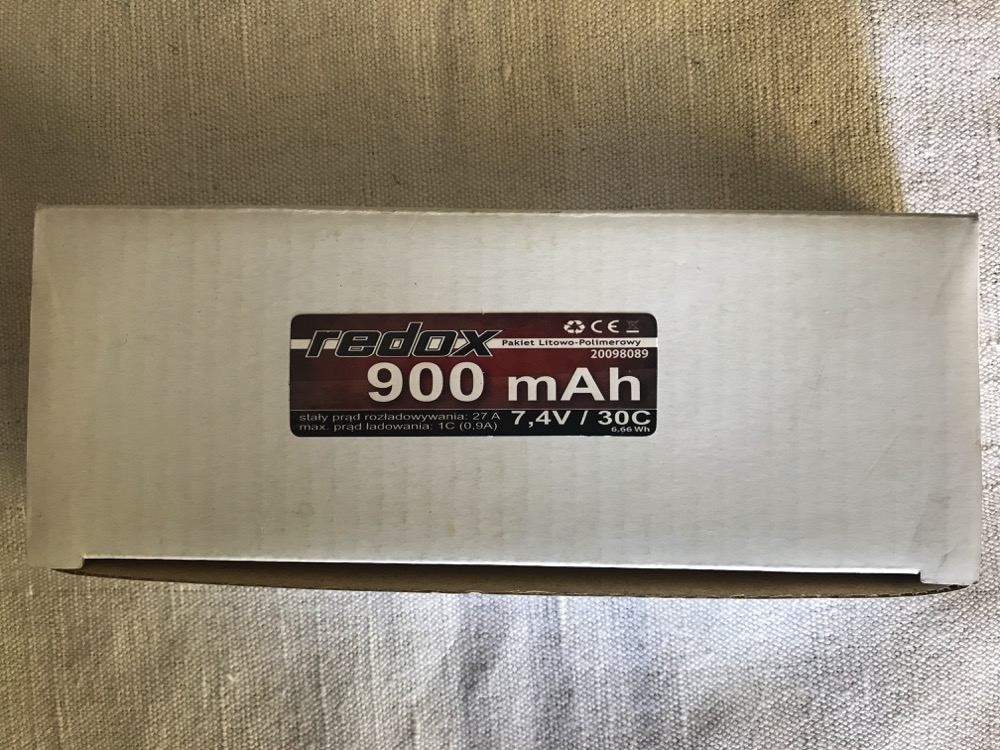 redox
Pakiet Litowo-Polimerowy
20098089
900 mAh
stały prąd rozładowywania: 27 A
max. prąd ładowania: 1C (0,9A)
7,4V / 30C
6,66 Wh